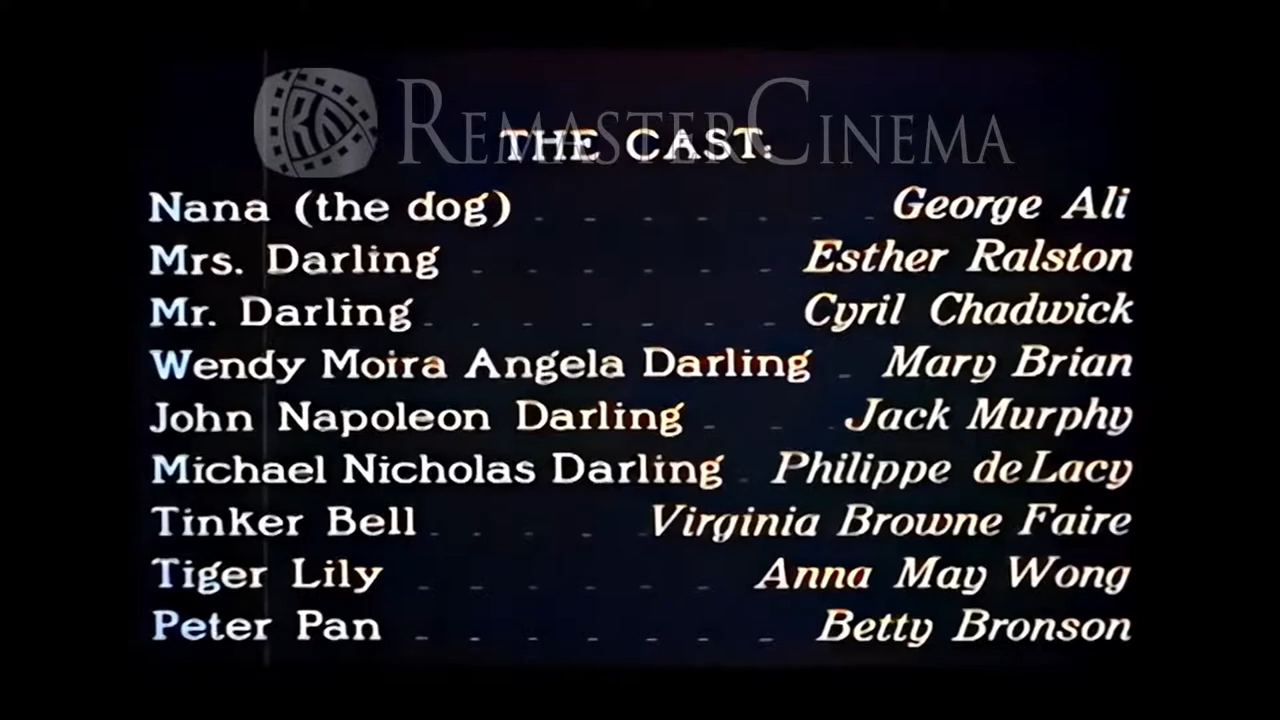 REMASTERCINEMA
THE CAST:
Nana (the dog) - - - - - - - George Ali
Mrs. Darling - - - - - - Esther Ralston
Mr. Darling - - - - - - - Cyril Chadwick
Wendy Moira Angela Darling - Mary Brian
John Napoleon Darling - - - Jack Murphy
Michael Nicholas Darling - Philippe de Lacy
Tinker Bell - - - - - Virginia Browne Faire
Tiger Lily - - - - - - Anna May Wong
Peter Pan - - - - - - - Betty Bronson